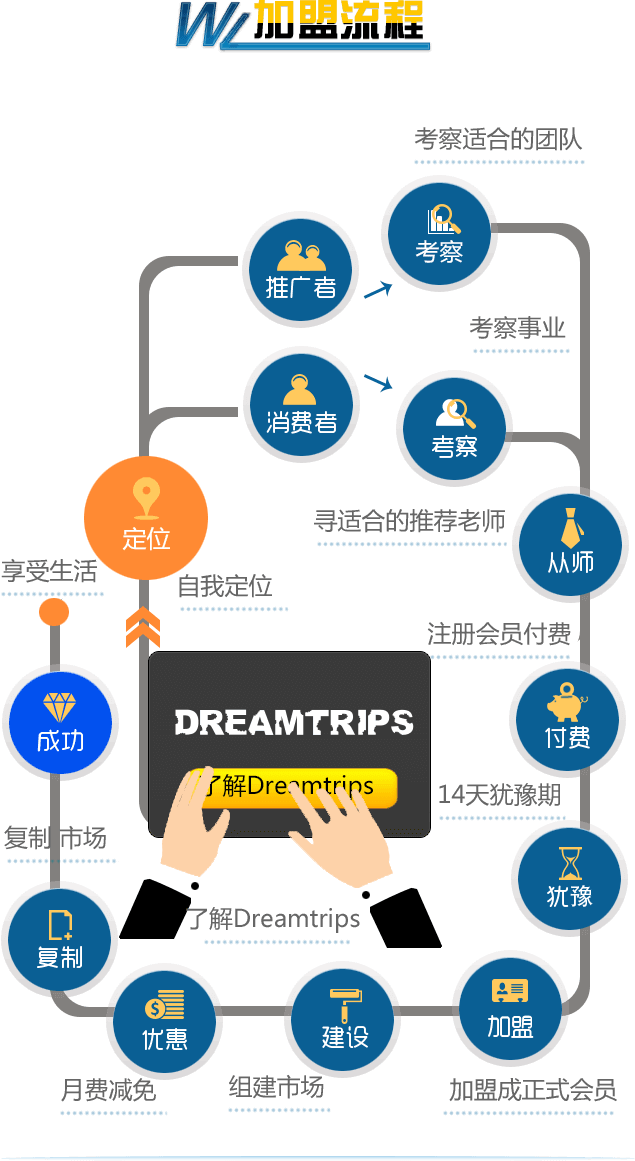 WV 加盟流程
考察适合的团队
考察
推广者
考察事业
消费者
考察
定位
寻适合的推荐老师
从师
享受生活
自我定位
注册会员付费
DREAMTRIPS
成功
付费
了解Dreamtrips
14天犹豫期
复制 市场
犹豫
了解Dreamtrips
复制
优惠
建设
加盟
月费减免
组建市场
加盟成正式会员